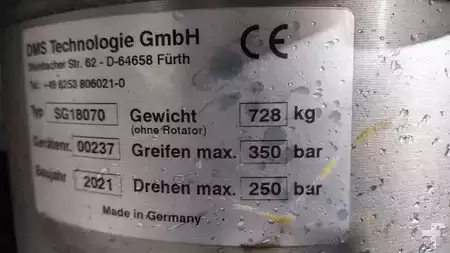 DMS Technologie GmbH CE
Steinbacher Str. 62 - D-64658 Fürth
Tel: +49 6253 806021-0
Typ SG18070 Gewicht 728 kg
(ohne Rotator)
Gerätenr. 00237 Greifen max. 350 bar
Baujahr 2021 Drehen max. 250 bar
Made in Germany